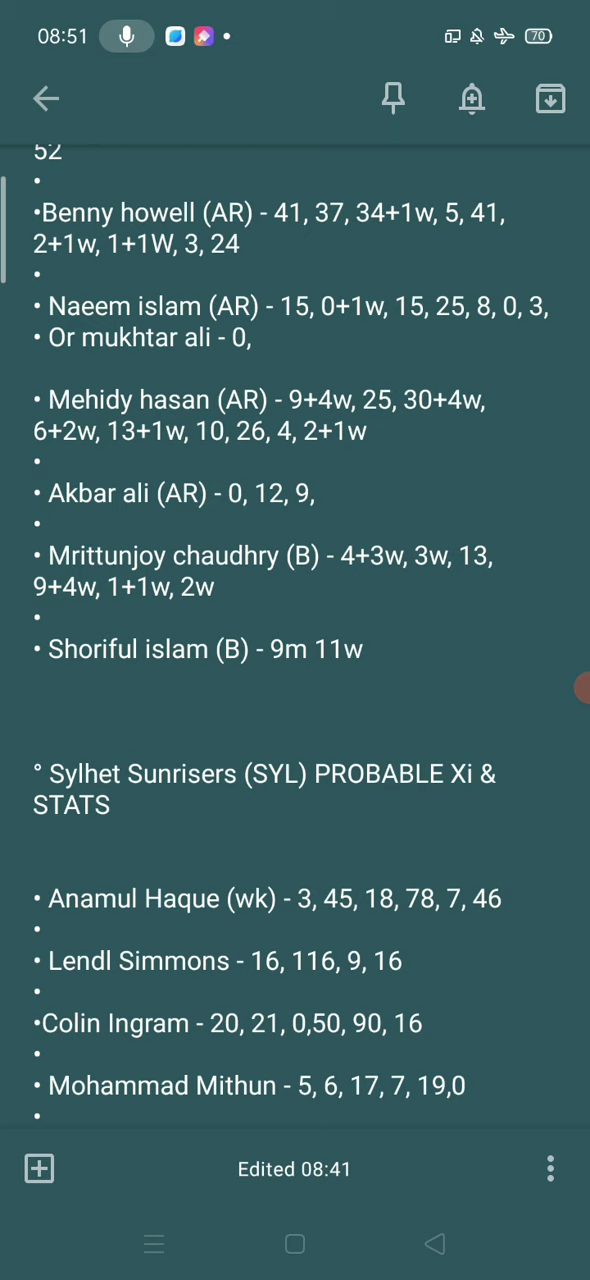 08:51
70
52
•
•Benny howell (AR) - 41, 37, 34+1w, 5, 41,
2+1w, 1+1W, 3, 24
•
• Naeem islam (AR) - 15, 0+1w, 15, 25, 8, 0, 3,
• Or mukhtar ali - 0,
• Mehidy hasan (AR) - 9+4w, 25, 30+4w,
6+2w, 13+1w, 10, 26, 4, 2+1w
•
• Akbar ali (AR) - 0, 12, 9,
•
• Mrittunjoy chaudhry (B) - 4+3w, 3w, 13,
9+4w, 1+1w, 2w
•
• Shoriful islam (B) - 9m 11w
° Sylhet Sunrisers (SYL) PROBABLE Xi &
STATS
• Anamul Haque (wk) - 3, 45, 18, 78, 7, 46
•
• Lendl Simmons - 16, 116, 9, 16
•
•Colin Ingram - 20, 21, 0,50, 90, 16
•
• Mohammad Mithun - 5, 6, 17, 7, 19,0
•
Edited 08:41